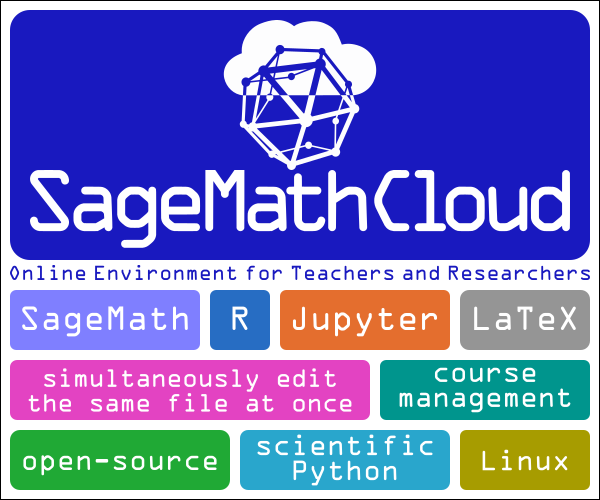 SageMathCloud
Online Environment for Teachers and Researchers
SageMath
R
Jupyter
LaTeX
simultaneously edit
the same file at once
course
management
open-source
scientific
Python
Linux